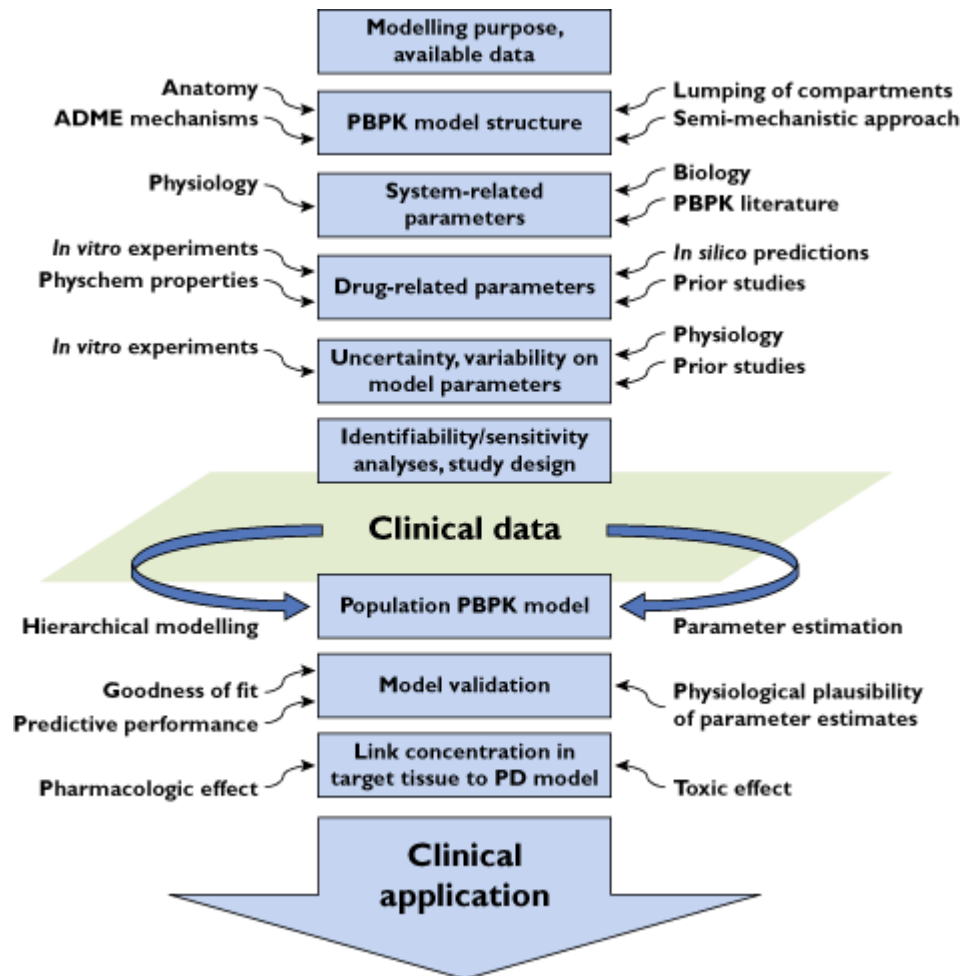 Modelling purpose,
available data
Anatomy
ADME mechanisms
PBPK model structure
Lumping of compartments
Semi-mechanistic approach
Physiology
System-related
parameters
Biology
PBPK literature
In vitro experiments
Physchem properties
Drug-related parameters
In silico predictions
Prior studies
In vitro experiments
Uncertainty, variability on
model parameters
Physiology
Prior studies
Identifiability/sensitivity
analyses, study design
Clinical data
Population PBPK model
Hierarchical modelling
Parameter estimation
Goodness of fit
Predictive performance
Model validation
Physiological plausibility
of parameter estimates
Link concentration in
target tissue to PD model
Pharmacologic effect
Toxic effect
Clinical
application